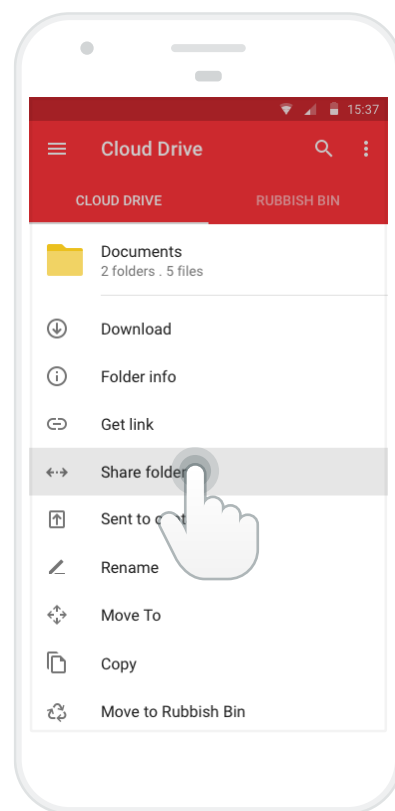 15:37
Cloud Drive
CLOUD DRIVE
RUBBISH BIN
Documents
2 folders . 5 files
Download
Folder info
Get link
Share folder
Sent to
Rename
Move To
Copy
Move to Rubbish Bin